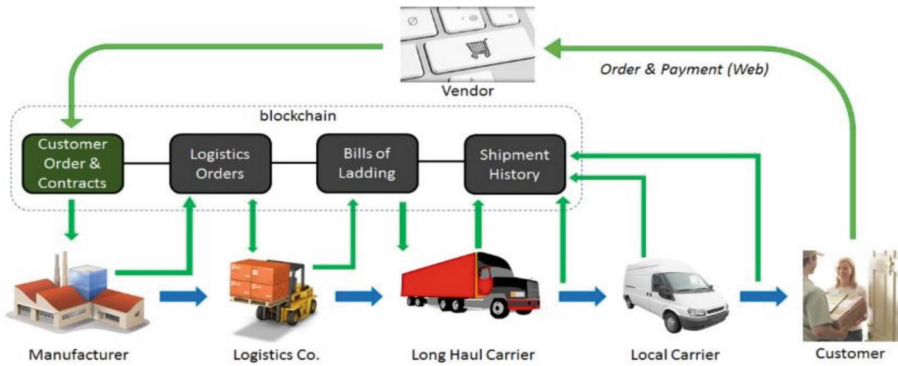 Order & Payment (Web)
Vendor
blockchain
Customer
Order &
Contracts
Logistics
Orders
Bills of
Ladding
Shipment
History
Manufacturer
Logistics Co.
Long Haul Carrier
Local Carrier
Customer